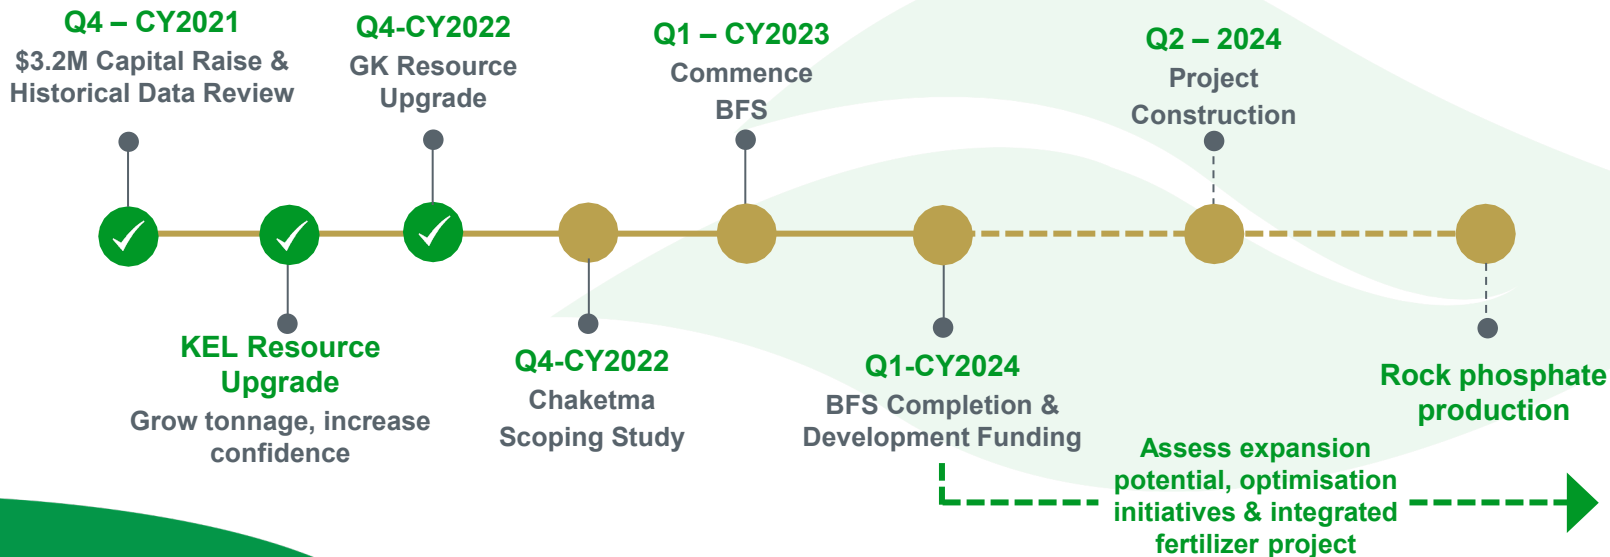 Q4 – CY2021
$3.2M Capital Raise &
Historical Data Review
Q4-CY2022
GK Resource
Upgrade
Q1 – CY2023
Commence
BFS
Q2 – 2024
Project
Construction
KEL Resource
Upgrade
Grow tonnage, increase
confidence
Q4-CY2022
Chaketma
Scoping Study
Q1-CY2024
BFS Completion &
Development Funding
Rock phosphate
production
Assess expansion
potential, optimisation
initiatives & integrated
fertilizer project